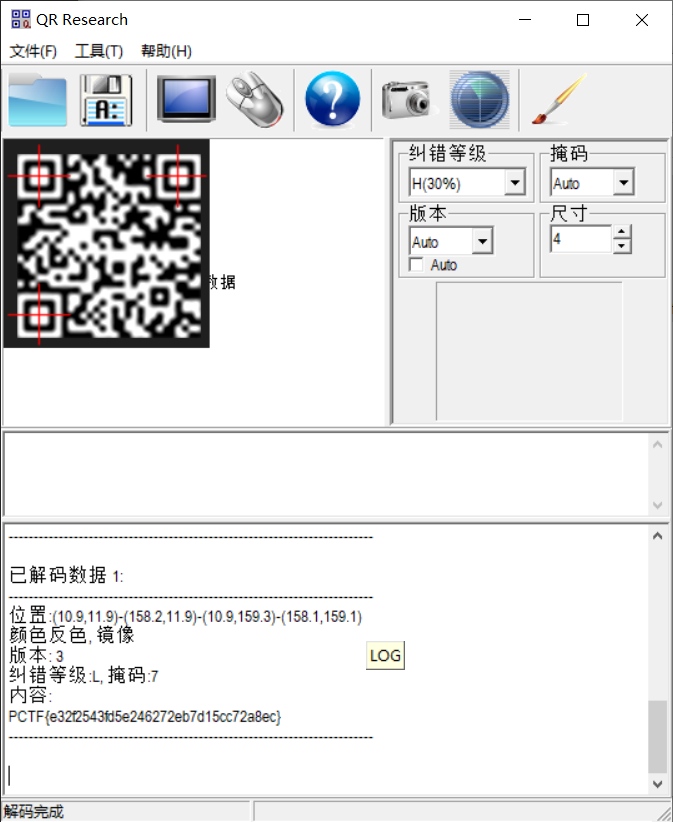 QR Research
文件(F) 工具(T) 帮助(H)
A:
纠错等级
掩码
H(30%)
Auto
版本
尺寸
Auto
4
Auto
数据
--------------------------------------------------------------------------------
已解码数据 1:
--------------------------------------------------------------------------------
位置:(10.9,11.9)-(158.2,11.9)-(10.9,159.3)-(158.1,159.1)
颜色反色, 镜像
版本: 3
纠错等级:L, 掩码:7
内容:
PCTF{e32f2543fd5e246272eb7d15cc72a8ec}
--------------------------------------------------------------------------------
LOG
解码完成